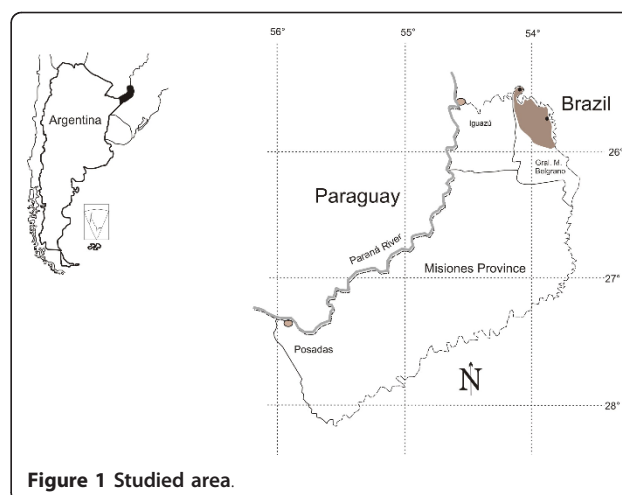 56°
55°
54°
Argentina
Brazil
Iguazú
26°
Gral. M.
Belgrano
Paraguay
Paraná River
Misiones Province
27°
Posadas
N
28°
Figure 1 Studied area.